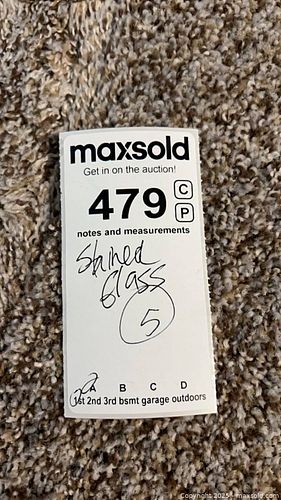 maxsold
Get in on the auction!
479 C
P
notes and measurements
Stained
Glass
5
A B C D
1st 2nd 3rd bsmt garage outdoors
Copyright 2025 - maxsold.com